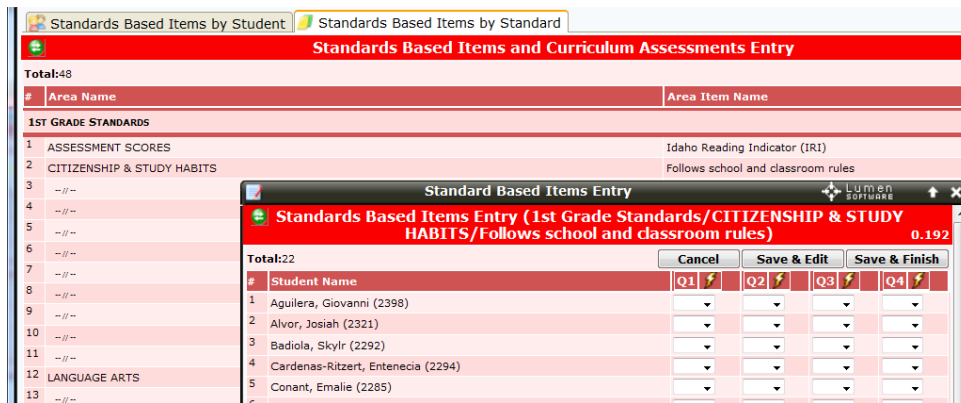 Standards Based Items by Student Standards Based Items by Standard
Standards Based Items and Curriculum Assessments Entry
Total:48
# Area Name Area Item Name
1ST GRADE STANDARDS
1 ASSESSMENT SCORES Idaho Reading Indicator (IRI)
2 CITIZENSHIP & STUDY HABITS Follows school and classroom rules
3 --//--
4 --//--
5 --//--
6 --//--
7 --//--
8 --//--
9 --//--
10 --//--
11 --//--
12 LANGUAGE ARTS
13 --//--
Standard Based Items Entry Lumen SOFTWARE
Standards Based Items Entry (1st Grade Standards/CITIZENSHIP & STUDY
HABITS/Follows school and classroom rules) 0.192
Total:22 Cancel Save & Edit Save & Finish
# Student Name Q1 Q2 Q3 Q4
1 Aguilera, Giovanni (2398)
2 Alvor, Josiah (2321)
3 Badiola, Skylr (2292)
4 Cardenas-Ritzert, Entenecia (2294)
5 Conant, Emalie (2285)